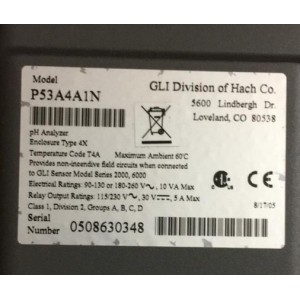 Model
P53A4A1N
GLI Division of Hach Co.
5600 Lindbergh Dr.
Loveland, CO 80538
pH Analyzer
Enclosure Type 4X
Temperature Code T4A Maximum Ambient 60°C
Provides non-incendive field circuits when connected
to GLI Sensor Model Series 2000, 6000
Electrical Ratings: 90-130 or 180-260 V~, 10 VA Max
Relay Output Ratings: 115/230 V~, 30 V⎓, 5 A Max
Class 1, Division 2, Groups A, B, C, D
Serial
Number 0508630348
8/17/05